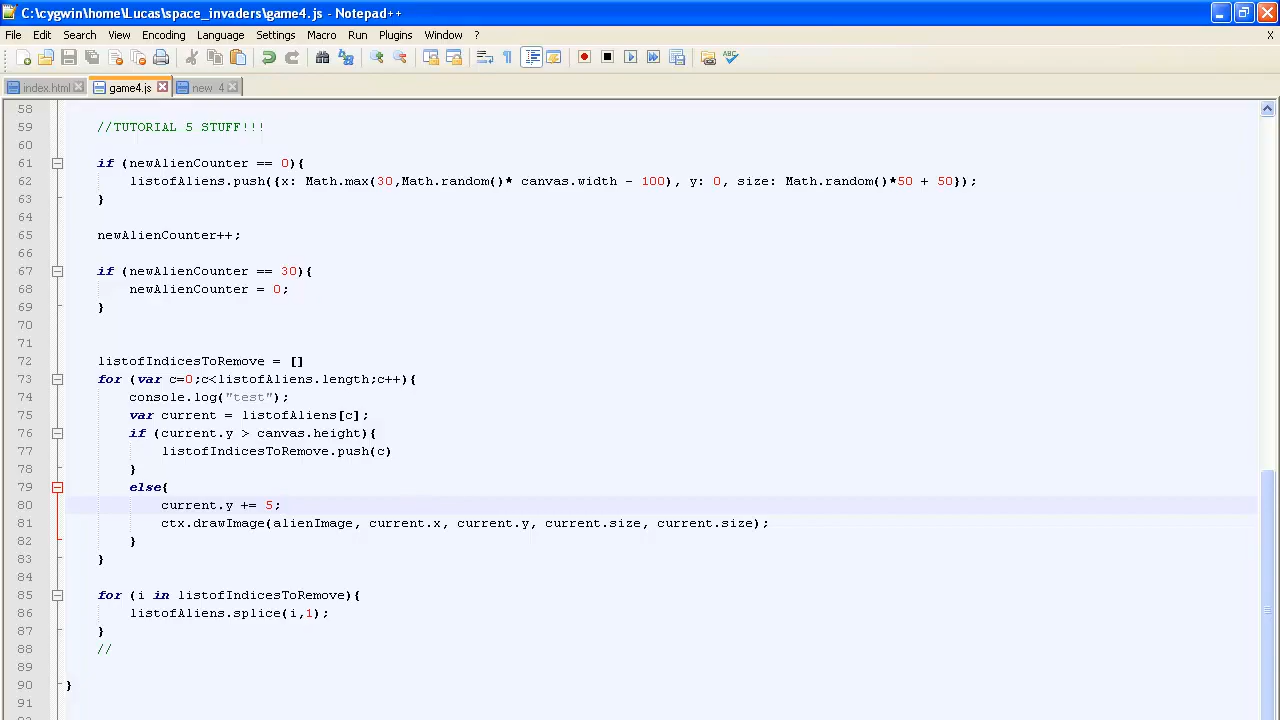 C:\cygwin\home\Lucas\space_invaders\game4.js - Notepad++
File Edit Search View Encoding Language Settings Macro Run Plugins Window ? X
index.html game4.js new 4
58
59 //TUTORIAL 5 STUFF!!!
60
61 if (newAlienCounter == 0){
62 listofAliens.push({x: Math.max(30,Math.random()* canvas.width - 100), y: 0, size: Math.random()*50 + 50});
63 }
64
65 newAlienCounter++;
66
67 if (newAlienCounter == 30){
68 newAlienCounter = 0;
69 }
70
71
72 listofIndicesToRemove = []
73 for (var c=0;c<listofAliens.length;c++){
74 console.log("test");
75 var current = listofAliens[c];
76 if (current.y > canvas.height){
77 listofIndicesToRemove.push(c)
78 }
79 else{
80 current.y += 5;
81 ctx.drawImage(alienImage, current.x, current.y, current.size, current.size);
82 }
83 }
84
85 for (i in listofIndicesToRemove){
86 listofAliens.splice(i,1);
87 }
88 //
89
90 }
91